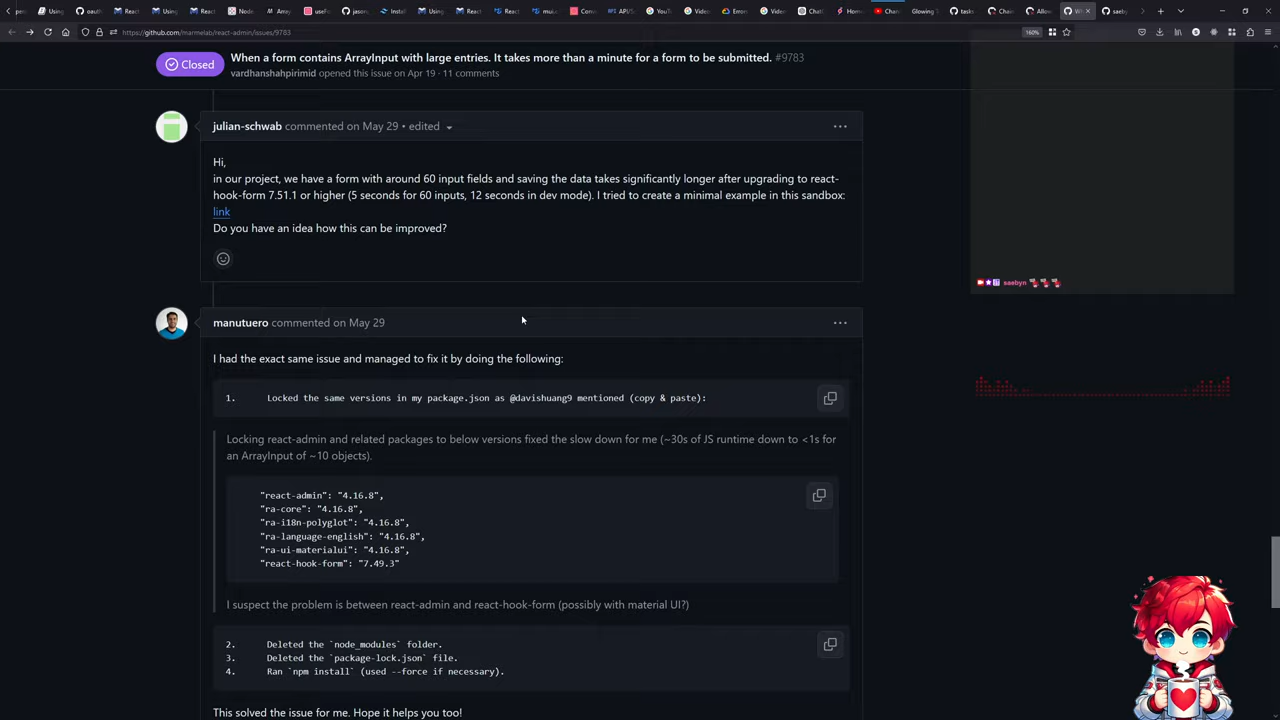 https://github.com/marmelab/react-admin/issues/9783
160%
Closed
When a form contains ArrayInput with large entries. It takes more than a minute for a form to be submitted. #9783
vardhanshahpirimid opened this issue on Apr 19 · 11 comments
julian-schwab commented on May 29 • edited
Hi,
in our project, we have a form with around 60 input fields and saving the data takes significantly longer after upgrading to react-
hook-form 7.51.1 or higher (5 seconds for 60 inputs, 12 seconds in dev mode). I tried to create a minimal example in this sandbox:
link
Do you have an idea how this can be improved?
saebyn
manutuero commented on May 29
I had the exact same issue and managed to fix it by doing the following:
1. Locked the same versions in my package.json as @davishuang9 mentioned (copy & paste):
Locking react-admin and related packages to below versions fixed the slow down for me (~30s of JS runtime down to <1s for
an ArrayInput of ~10 objects).
"react-admin": "4.16.8",
"ra-core": "4.16.8",
"ra-i18n-polyglot": "4.16.8",
"ra-language-english": "4.16.8",
"ra-ui-materialui": "4.16.8",
"react-hook-form": "7.49.3"
I suspect the problem is between react-admin and react-hook-form (possibly with material UI?)
2. Deleted the `node_modules` folder.
3. Deleted the `package-lock.json` file.
4. Ran `npm install` (used --force if necessary).
This solved the issue for me. Hope it helps you too!